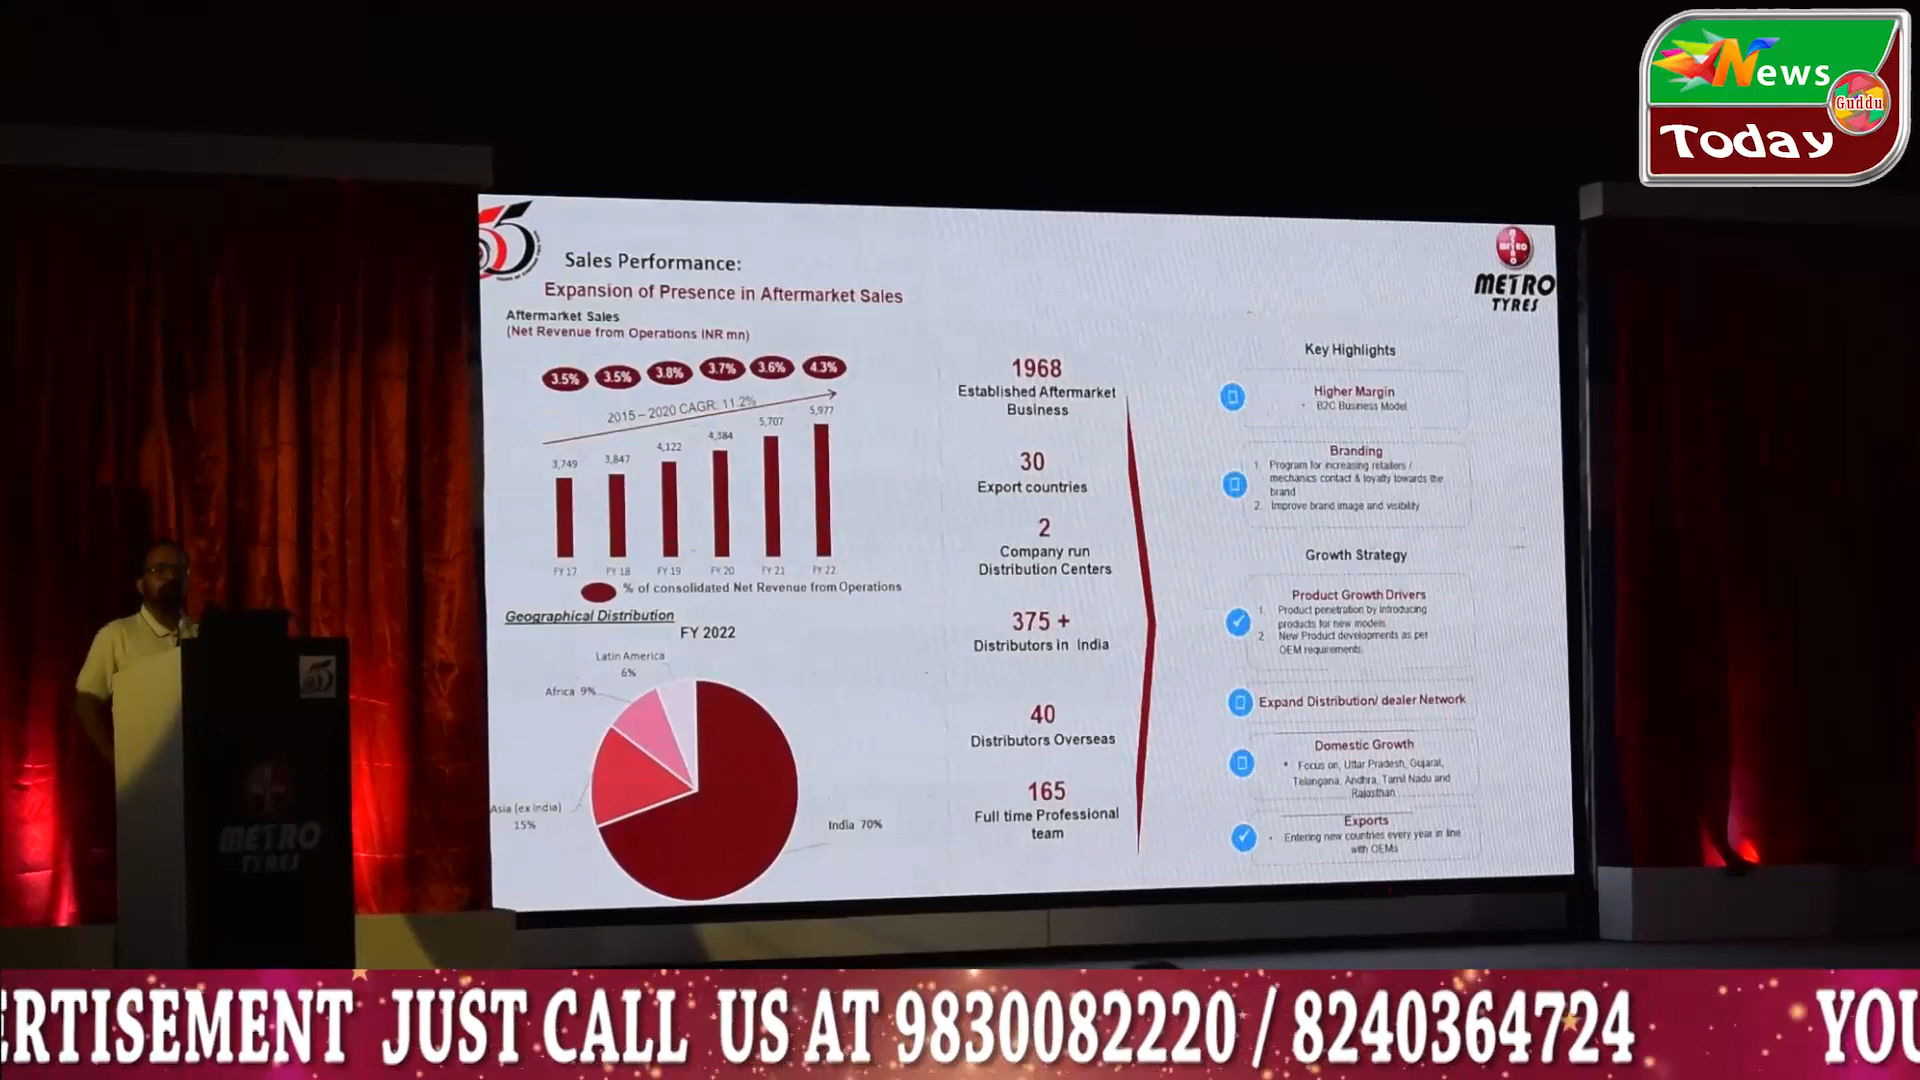 News
Guddu
Today
55
Sales Performance:
Expansion of Presence in Aftermarket Sales
METRO
METRO
TYRES
Aftermarket Sales
(Net Revenue from Operations INR mn)
3.5% 3.5% 3.8% 3.7% 3.6% 4.3%
2015 – 2020 CAGR: 11.2%
3,749 3,847 4,122 4,384 5,707 5,977
FY 17 FY 18 FY 19 FY 20 FY 21 FY 22
% of consolidated Net Revenue from Operations
Geographical Distribution
FY 2022
Latin America
6%
Africa 9%
Asia (ex India)
15%
India 70%
1968
Established Aftermarket
Business
30
Export countries
2
Company run
Distribution Centers
375 +
Distributors in India
40
Distributors Overseas
165
Full time Professional
team
Key Highlights
Higher Margin
• B2C Business Model
Branding
1. Program for increasing retailers /
mechanics contact & loyalty towards the
brand
2. Improve brand image and visibility
Growth Strategy
Product Growth Drivers
1. Product penetration by introducing
products for new models.
2 New Product developments as per
OEM requirements.
Expand Distribution/ dealer Network
Domestic Growth
• Focus on, Uttar Pradesh, Gujarat,
Telangana, Andhra, Tamil Nadu and
Rajasthan
Exports
• Entering new countries every year in line
with OEMs
55
METRO
TYRES
ERTISEMENT JUST CALL US AT 9830082220 / 8240364724 YOU